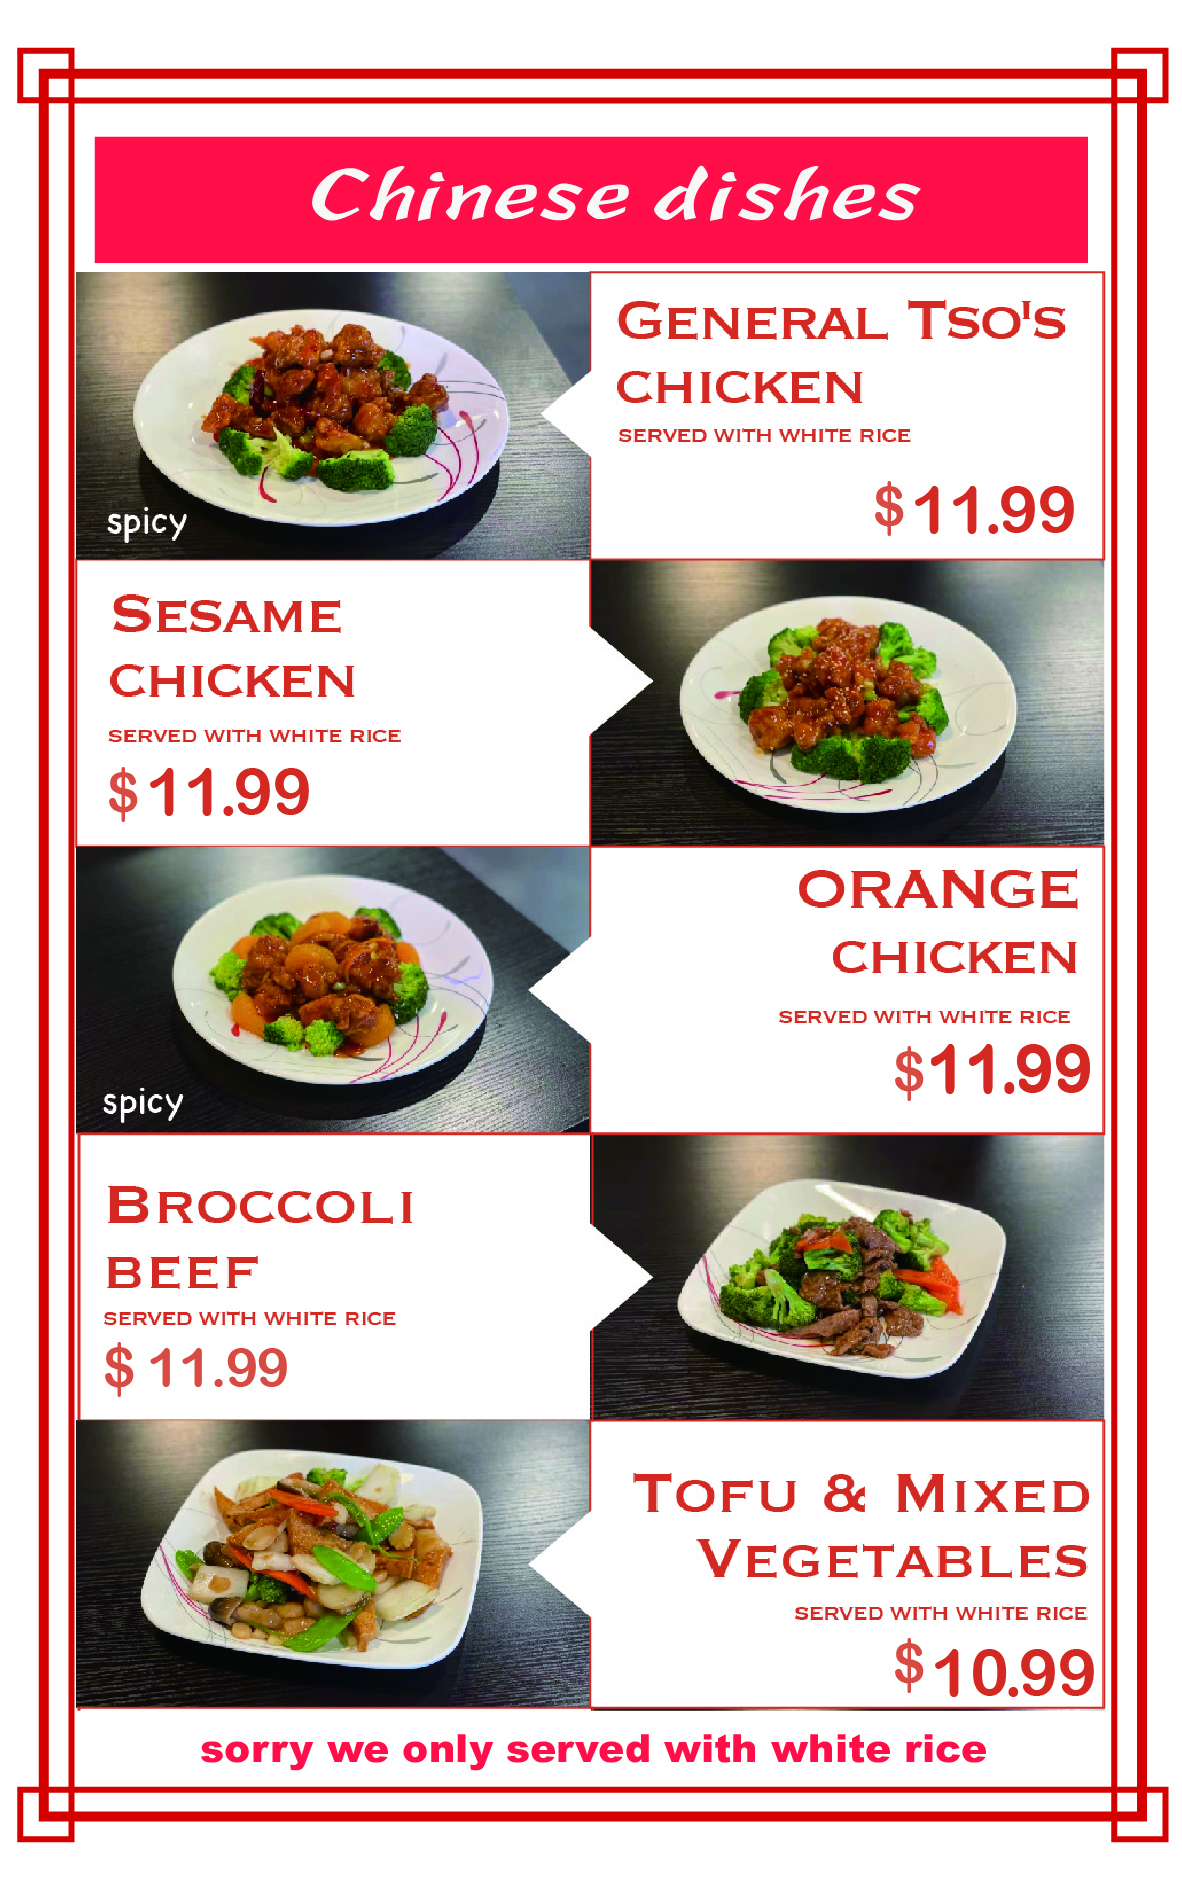 Chinese dishes
GENERAL TSO'S
CHICKEN
SERVED WITH WHITE RICE
$11.99
spicy
SESAME
CHICKEN
SERVED WITH WHITE RICE
$11.99
ORANGE
CHICKEN
SERVED WITH WHITE RICE
$11.99
spicy
BROCCOLI
BEEF
SERVED WITH WHITE RICE
$ 11.99
TOFU & MIXED
VEGETABLES
SERVED WITH WHITE RICE
$10.99
sorry we only served with white rice